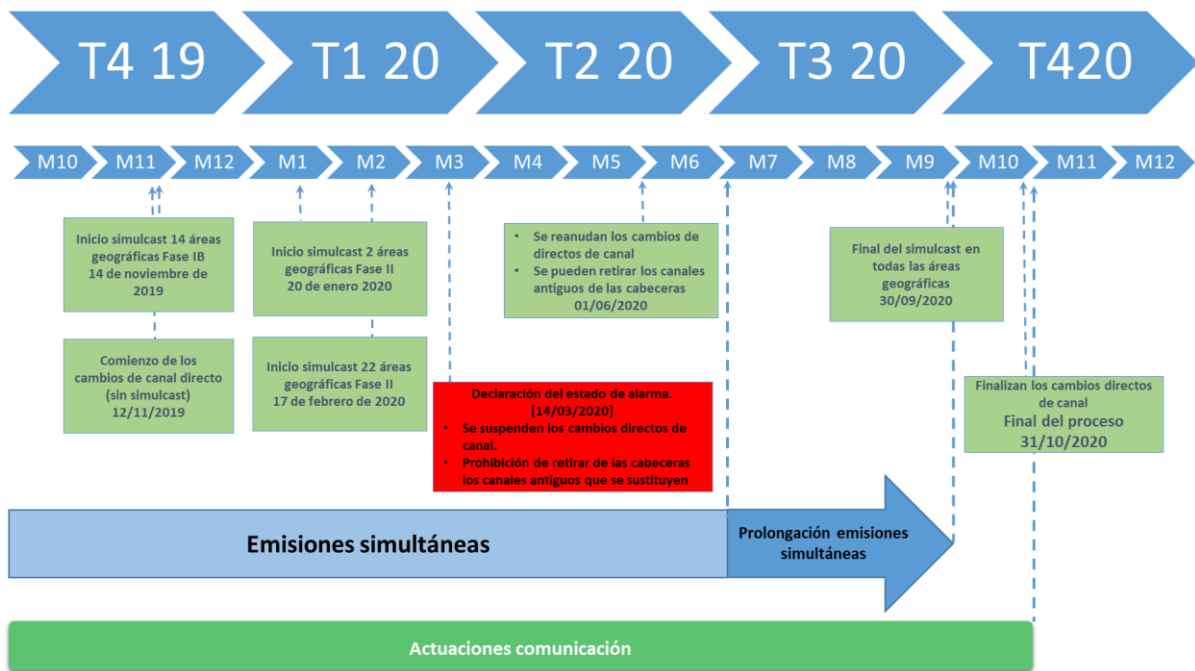 T4 19
T1 20
T2 20
T3 20
T420
M10
M11
M12
M1
M2
M3
M4
M5
M6
M7
M8
M9
M10
M11
M12
Inicio simulcast 14 áreas
geográficas Fase IB
14 de noviembre de
2019
Inicio simulcast 2 áreas
geográficas Fase II
20 de enero 2020
• Se reanudan los cambios de
directos de canal
• Se pueden retirar los canales
antiguos de las cabeceras
01/06/2020
Final del simulcast en
todas las áreas
geográficas
30/09/2020
Comienzo de los
cambios de canal directo
(sin simulcast)
12/11/2019
Inicio simulcast 22 áreas
geográficas Fase II
17 de febrero de 2020
Declaración del estado de alarma.
[14/03/2020]
• Se suspenden los cambios directos de
canal.
• Prohibición de retirar de las cabeceras
los canales antiguos que se sustituyen
Finalizan los cambios directos
de canal
Final del proceso
31/10/2020
Emisiones simultáneas
Prolongación emisiones
simultáneas
Actuaciones comunicación